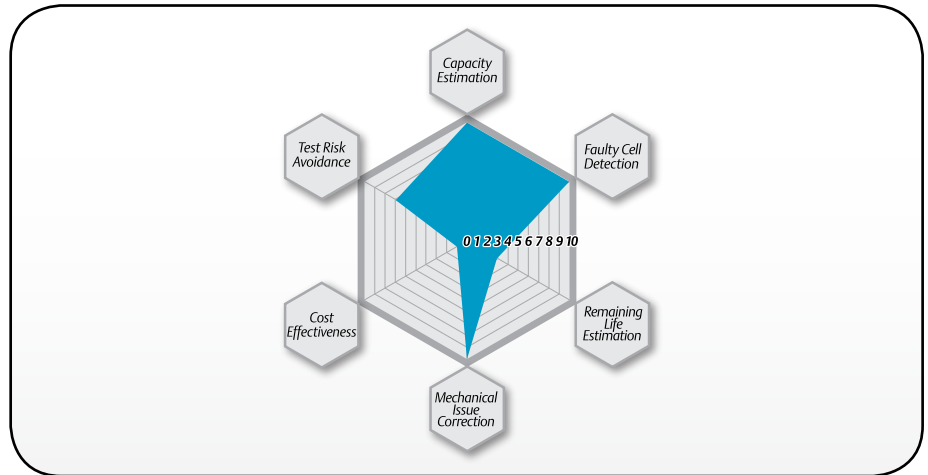 Capacity
Estimation
Test Risk
Avoidance
Faulty Cell
Detection
0 1 2 3 4 5 6 7 8 9 10
Cost
Effectiveness
Remaining
Life
Estimation
Mechanical
Issue
Correction